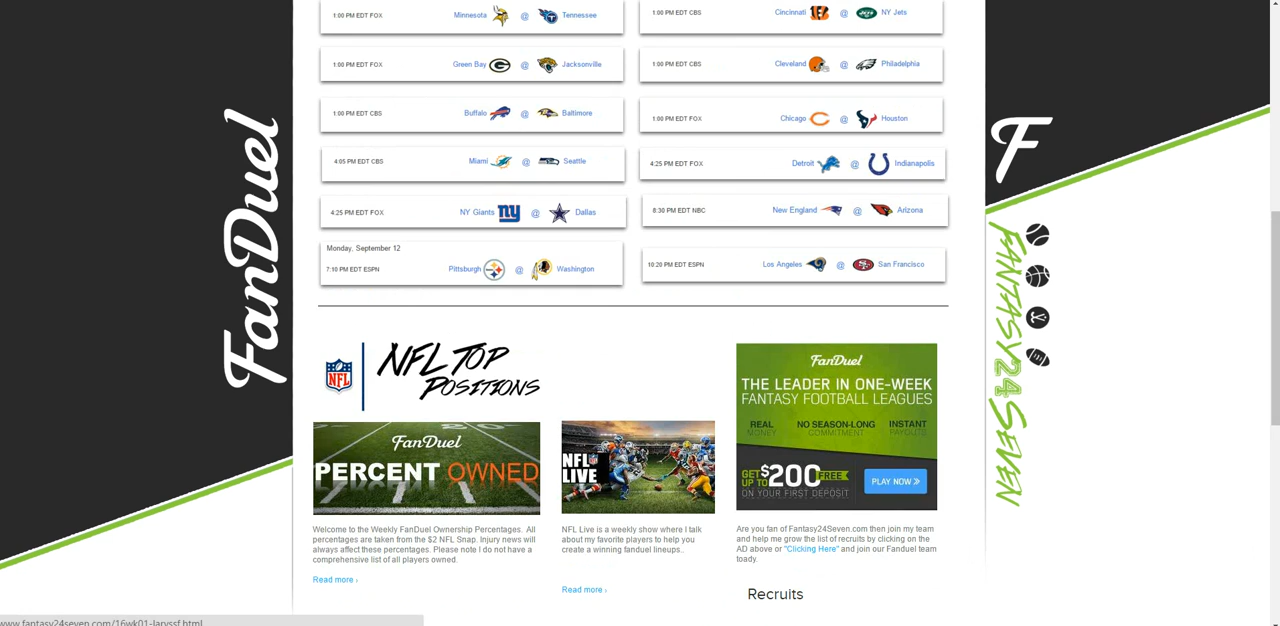 1:00 PM EDT FOX Minnesota @ Tennessee
1:00 PM EDT CBS Cincinnati @ NY Jets
1:00 PM EDT FOX Green Bay @ Jacksonville
1:00 PM EDT CBS Cleveland @ Philadelphia
1:00 PM EDT CBS Buffalo @ Baltimore
1:00 PM EDT FOX Chicago @ Houston
4:05 PM EDT CBS Miami @ Seattle
4:25 PM EDT FOX Detroit @ Indianapolis
4:25 PM EDT FOX NY Giants ny @ Dallas
8:30 PM EDT NBC New England @ Arizona
Monday, September 12
7:10 PM EDT ESPN Pittsburgh @ Washington
10:20 PM EDT ESPN Los Angeles @ San Francisco
FanDuel
F
FANTASY24SEVEN
NFL
NFL TOP
POSITIONS
FanDuel
PERCENT OWNED
Welcome to the Weekly FanDuel Ownership Percentages. All
percentages are taken from the $2 NFL Snap. Injury news will
always affect these percentages. Please note I do not have a
comprehensive list of all players owned.
Read more ›
NFL
LIVE
NFL Live is a weekly show where I talk
about my favorite players to help you
create a winning fanduel lineups..
Read more ›
FanDuel
THE LEADER IN ONE-WEEK
FANTASY FOOTBALL LEAGUES
REAL
MONEY
NO SEASON-LONG
COMMITMENT
INSTANT
PAYOUTS
GET
UP TO
$200
FREE
ON YOUR FIRST DEPOSIT
PLAY NOW »
Are you fan of Fantasy24Seven.com then join my team
and help me grow the list of recruits by clicking on the
AD above or "Clicking Here" and join our Fanduel team
toady.
Recruits
www.fantasy24seven.com/16wk01-laryssf.html